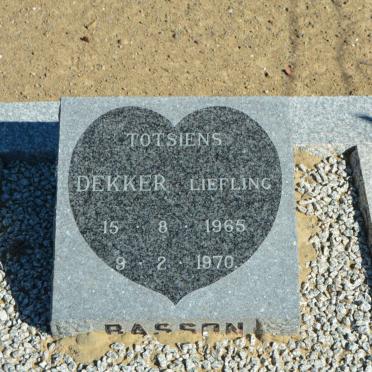 TOTSIENS
DEKKER LIEFLING
15 · 8 · 1965
9 · 2 · 1970
BASSON